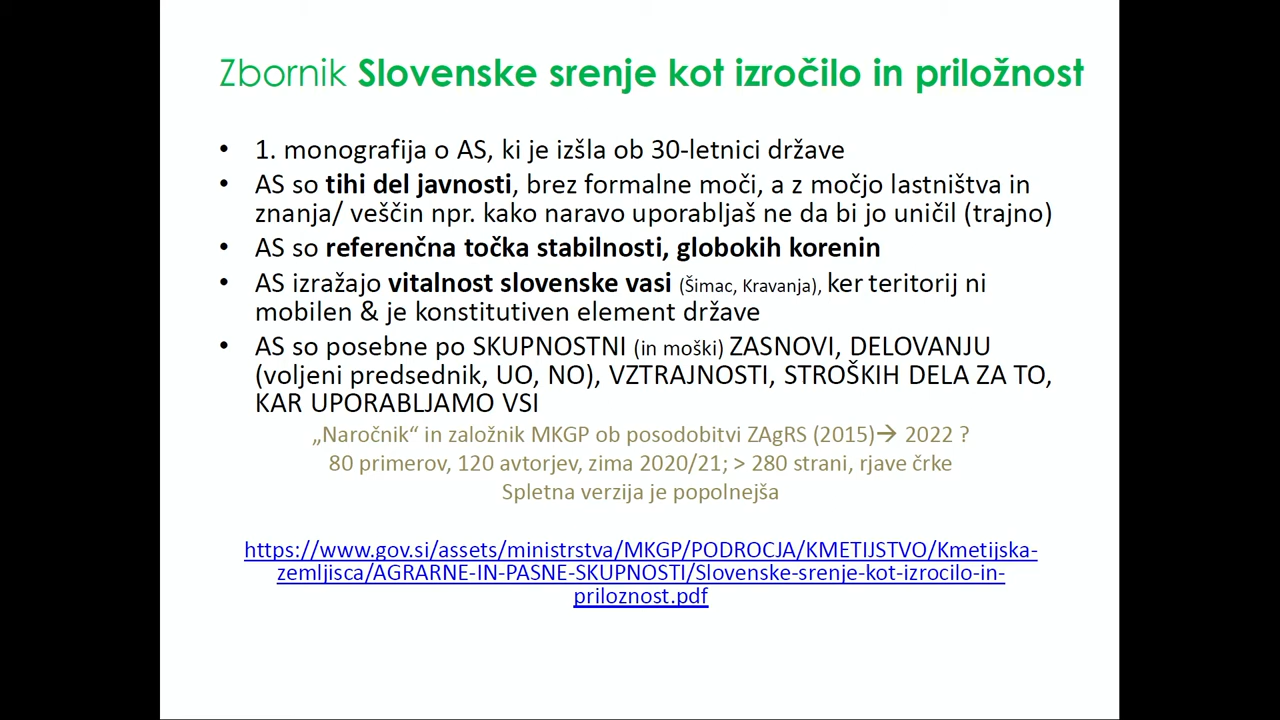 Zbornik Slovenske srenje kot izročilo in priložnost
• 1. monografija o AS, ki je izšla ob 30-letnici države
• AS so tihi del javnosti, brez formalne moči, a z močjo lastništva in
znanja/ veščin npr. kako naravo uporabljaš ne da bi jo uničil (trajno)
• AS so referenčna točka stabilnosti, globokih korenin
• AS izražajo vitalnost slovenske vasi (Šimac, Kravanja), ker teritorij ni
mobilen & je konstitutiven element države
• AS so posebne po SKUPNOSTNI (in moški) ZASNOVI, DELOVANJU
(voljeni predsednik, UO, NO), VZTRAJNOSTI, STROŠKIH DELA ZA TO,
KAR UPORABLJAMO VSI
„Naročnik“ in založnik MKGP ob posodobitvi ZAgRS (2015)→ 2022 ?
80 primerov, 120 avtorjev, zima 2020/21; > 280 strani, rjave črke
Spletna verzija je popolnejša
https://www.gov.si/assets/ministrstva/MKGP/PODROCJA/KMETIJSTVO/Kmetijska-
zemljisca/AGRARNE-IN-PASNE-SKUPNOSTI/Slovenske-srenje-kot-izrocilo-in-
priloznost.pdf